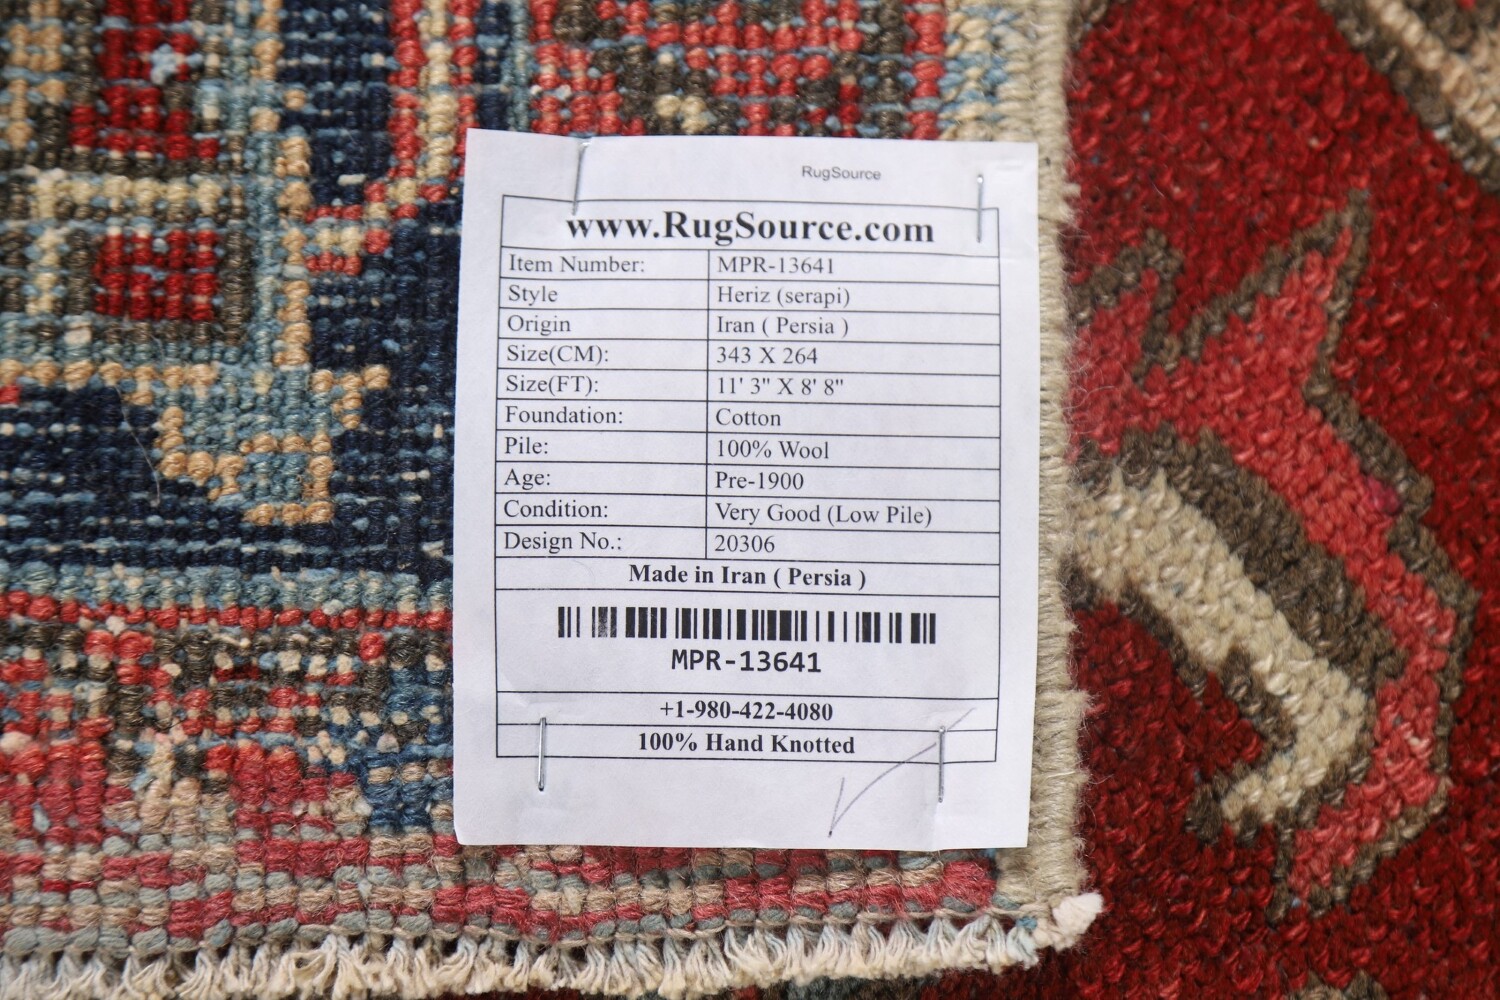 RugSource
www.RugSource.com
Item Number: MPR-13641
Style Heriz (serapi)
Origin Iran ( Persia )
Size(CM): 343 X 264
Size(FT): 11' 3" X 8' 8"
Foundation: Cotton
Pile: 100% Wool
Age: Pre-1900
Condition: Very Good (Low Pile)
Design No.: 20306
Made in Iran ( Persia )
MPR-13641
+1-980-422-4080
100% Hand Knotted